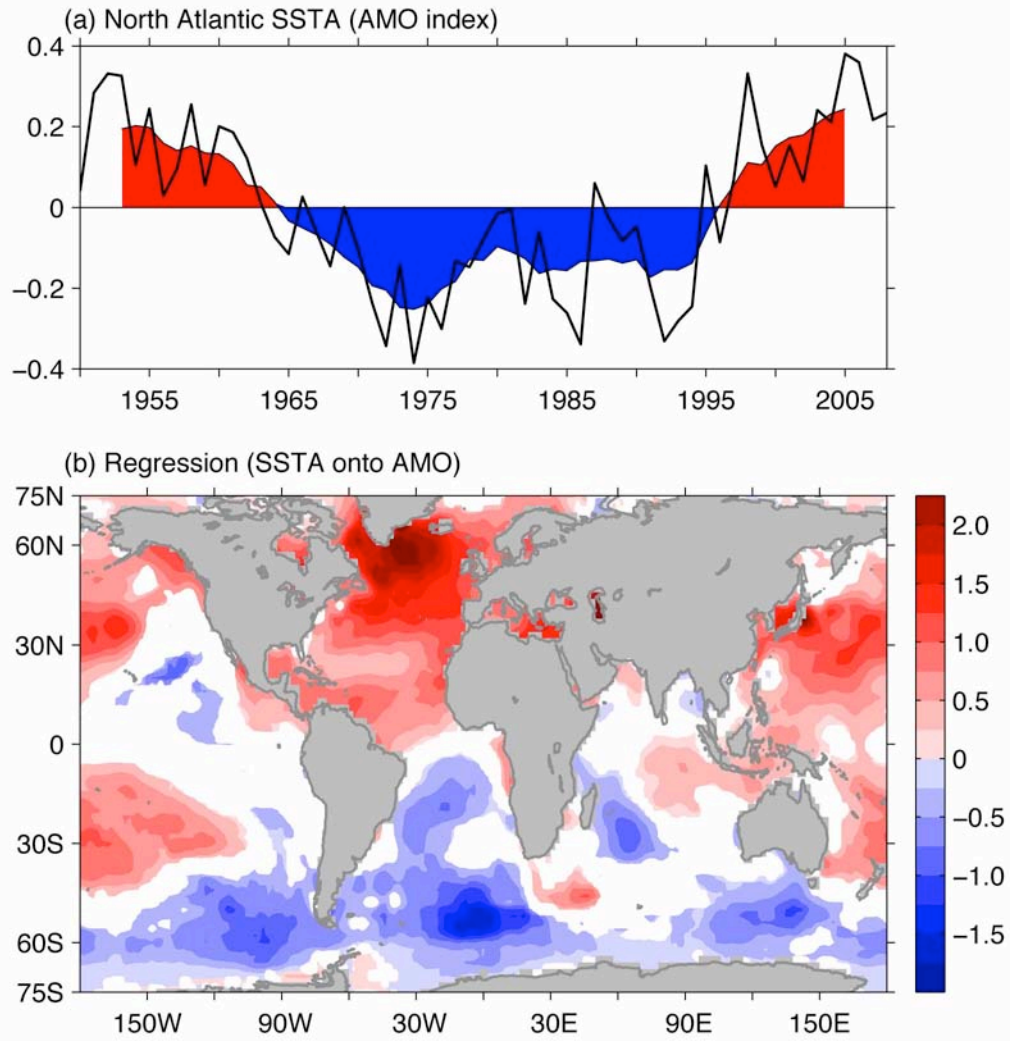 (a) North Atlantic SSTA (AMO index)
0.4
0.2
0
−0.2
−0.4
1955 1965 1975 1985 1995 2005
(b) Regression (SSTA onto AMO)
75N
60N
30N
0
30S
60S
75S
150W 90W 30W 30E 90E 150E
2.0
1.5
1.0
0.5
0
−0.5
−1.0
−1.5